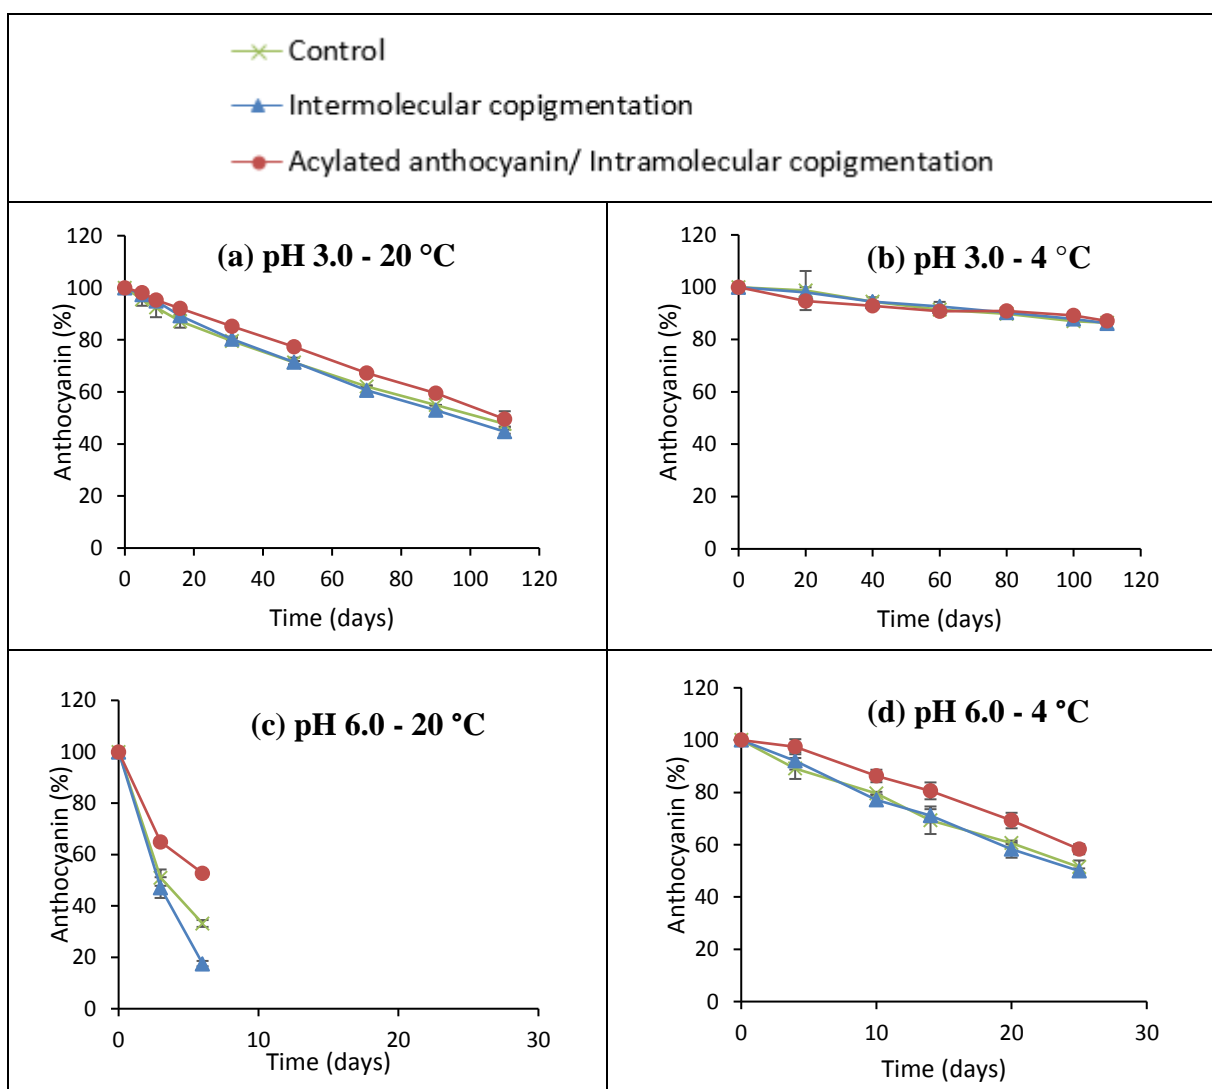 Control
Intermolecular copigmentation
Acylated anthocyanin/ Intramolecular copigmentation
(a) pH 3.0 - 20 °C
Anthocyanin (%)
120
100
80
60
40
20
0
0 20 40 60 80 100 120
Time (days)
(b) pH 3.0 - 4 °C
Anthocyanin (%)
120
100
80
60
40
20
0
0 20 40 60 80 100 120
Time (days)
(c) pH 6.0 - 20 °C
Anthocyanin (%)
120
100
80
60
40
20
0
0 10 20 30
Time (days)
(d) pH 6.0 - 4 °C
Anthocyanin (%)
120
100
80
60
40
20
0
0 10 20 30
Time (days)